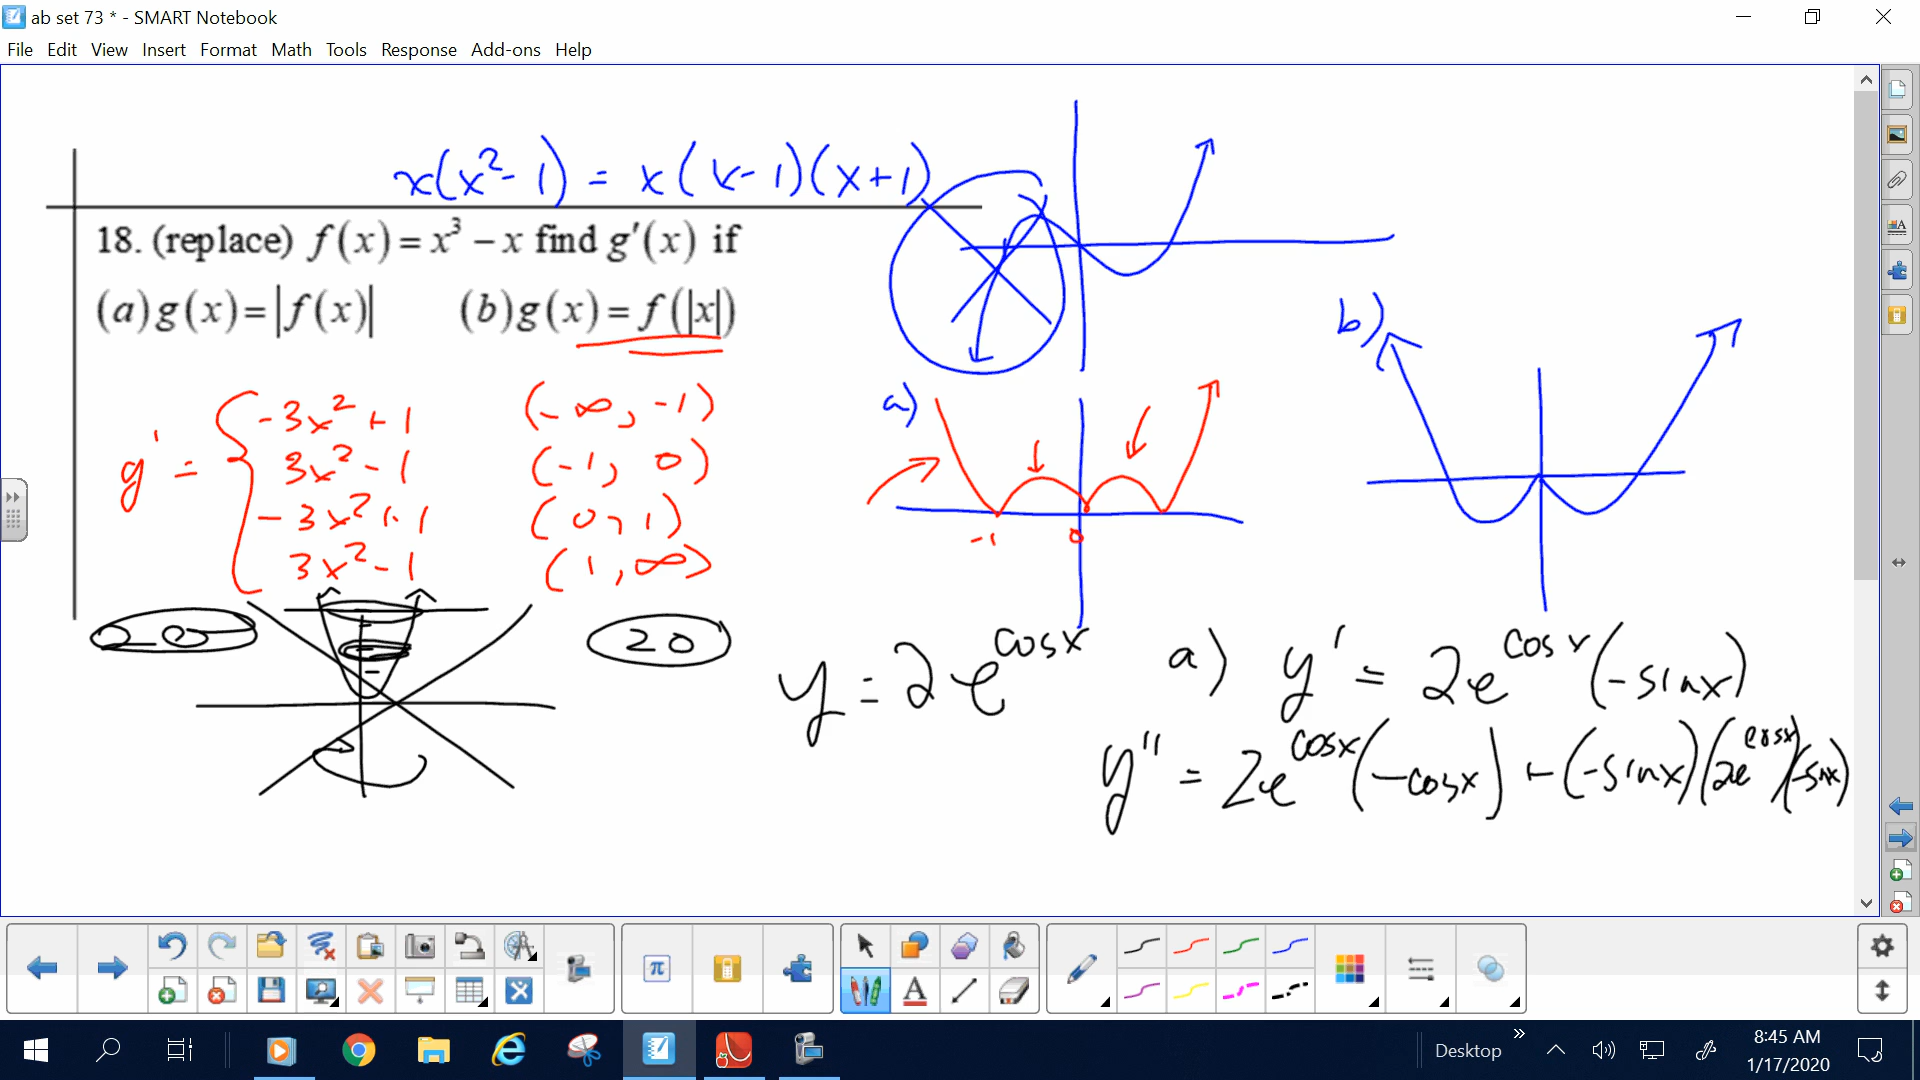 ab set 73 * - SMART Notebook
File Edit View Insert Format Math Tools Response Add-ons Help
x(x²-1) = x(x-1)(x+1)
18. (replace) f(x) = x³ – x find g′(x) if
(a) g(x) = |f(x)| (b) g(x) = f(|x|)
g' = { -3x²+1 (-∞, -1)
3x²-1 (-1, 0)
-3x²+1 (0, 1)
3x²-1 (1, ∞)
a)
-1 0
b)
20
y = 2e^cosx
a) y' = 2e^cosx(-sinx)
y'' = 2e^cosx(-cosx) + (-sinx)(2e^cosx)(-sinx)
π
A
Desktop
8:45 AM
1/17/2020